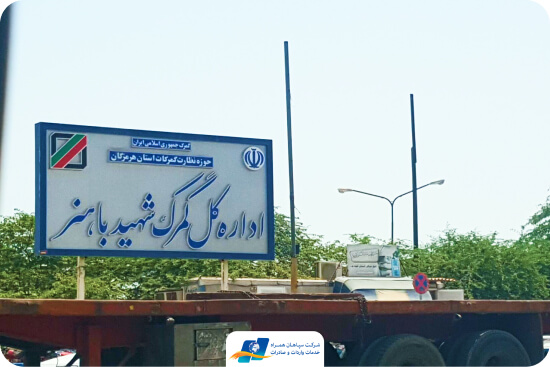 گمرک جمهوری اسلامی ایران
حوزه نظارت گمرکات استان هرمزگان
اداره کل گمرک شهید باهنر
شرکت سپاهان همراه
خدمات واردات و صادرات